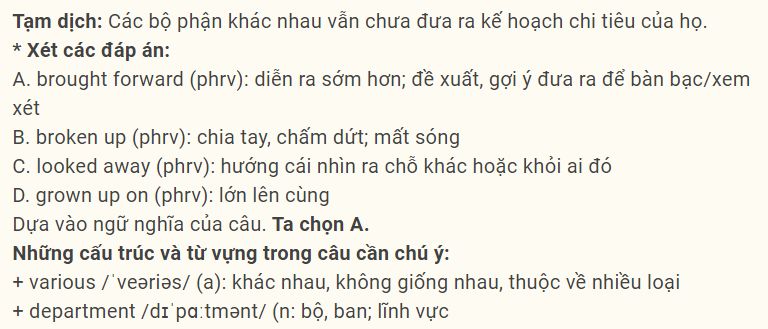 Tạm dịch: Các bộ phận khác nhau vẫn chưa đưa ra kế hoạch chi tiêu của họ.
* Xét các đáp án:
A. brought forward (phrv): diễn ra sớm hơn; đề xuất, gợi ý đưa ra để bàn bạc/xem
xét
B. broken up (phrv): chia tay, chấm dứt; mất sóng
C. looked away (phrv): hướng cái nhìn ra chỗ khác hoặc khỏi ai đó
D. grown up on (phrv): lớn lên cùng
Dựa vào ngữ nghĩa của câu. Ta chọn A.
Những cấu trúc và từ vựng trong câu cần chú ý:
+ various /ˈveəriəs/ (a): khác nhau, không giống nhau, thuộc về nhiều loại
+ department /dɪˈpɑːtmənt/ (n: bộ, ban; lĩnh vực